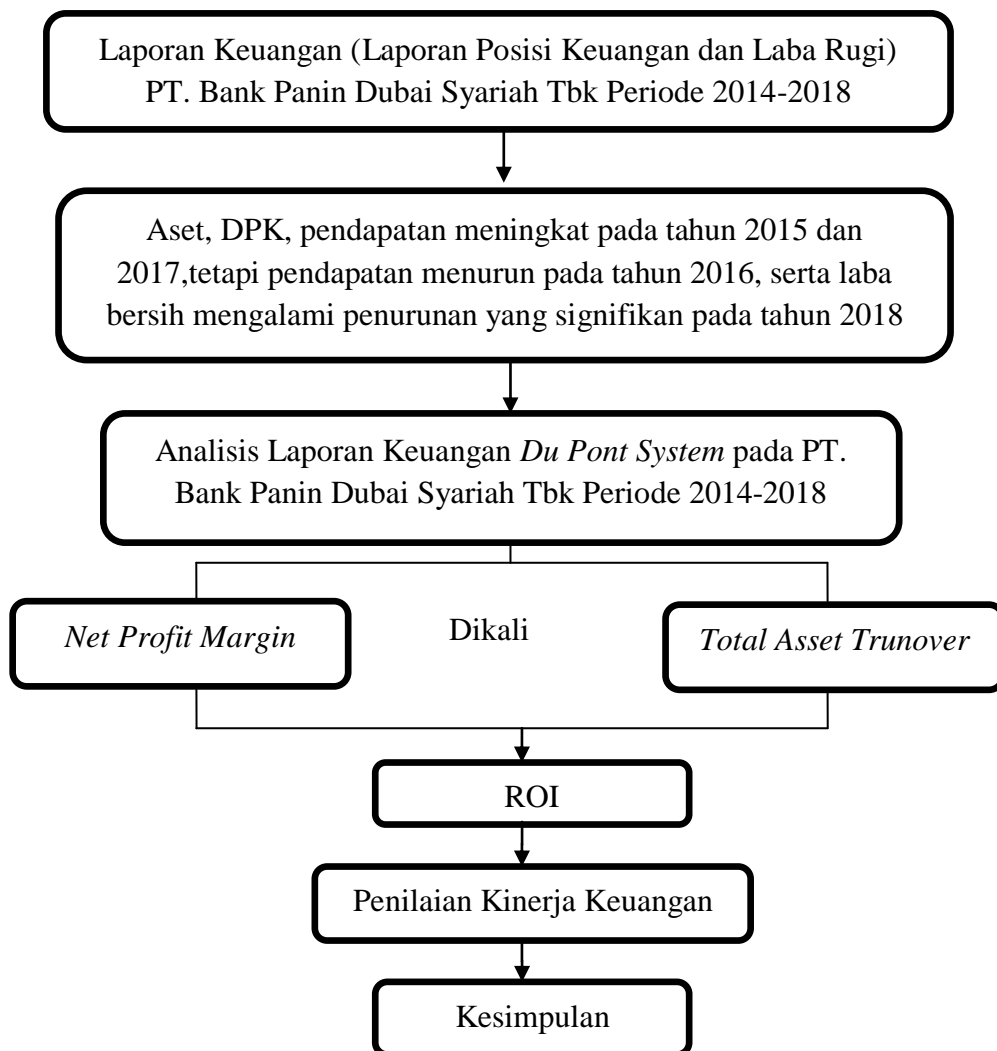 Laporan Keuangan (Laporan Posisi Keuangan dan Laba Rugi)
PT. Bank Panin Dubai Syariah Tbk Periode 2014-2018
Aset, DPK, pendapatan meningkat pada tahun 2015 dan
2017,tetapi pendapatan menurun pada tahun 2016, serta laba
bersih mengalami penurunan yang signifikan pada tahun 2018
Analisis Laporan Keuangan Du Pont System pada PT.
Bank Panin Dubai Syariah Tbk Periode 2014-2018
Net Profit Margin
Dikali
Total Asset Trunover
ROI
Penilaian Kinerja Keuangan
Kesimpulan